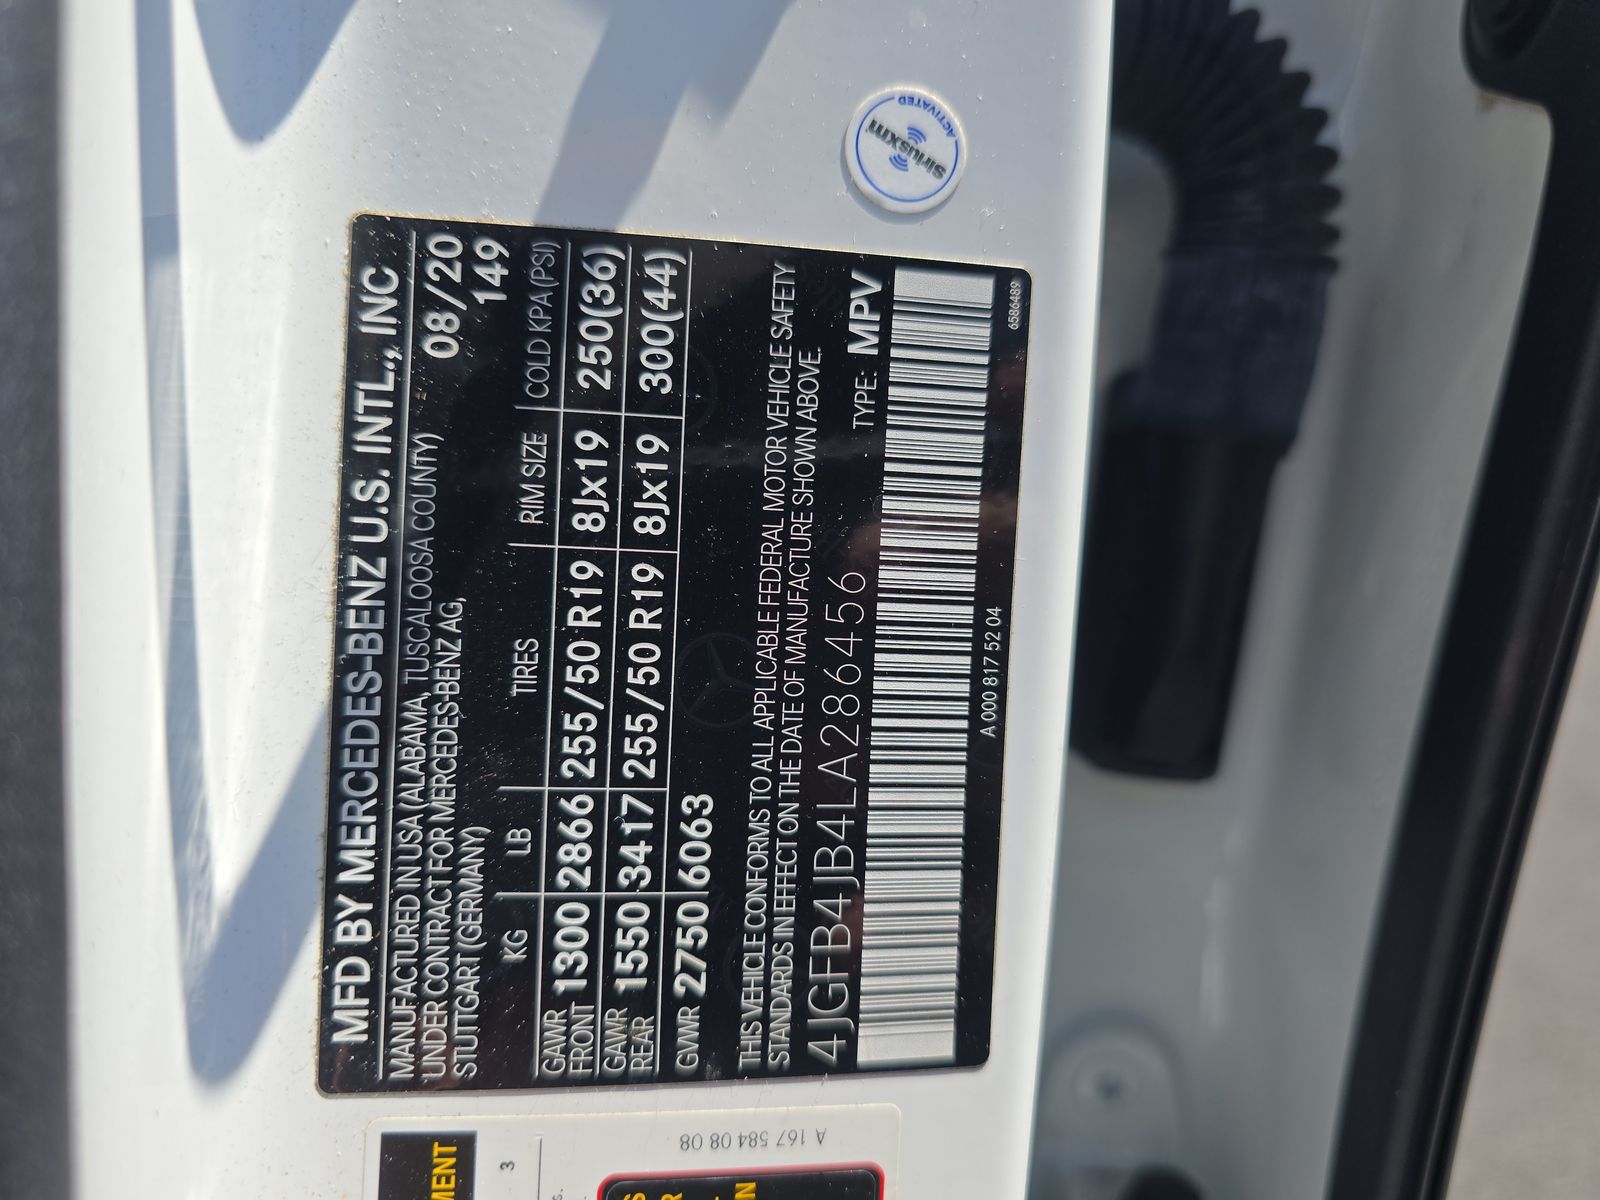 MFD BY MERCEDES-BENZ U.S. INTL., INC
MANUFACTURED IN USA (ALABAMA, TUSCALOOSA COUNTY) 08/20
UNDER CONTRACT FOR MERCEDES-BENZ AG, 149
STUTTGART (GERMANY)
KG LB TIRES RIM SIZE COLD KPA (PSI)
GAWR FRONT 1300 2866 255/50 R19 8Jx19 250(36)
GAWR REAR 1550 3417 255/50 R19 8Jx19 300(44)
GVWR 2750 6063
THIS VEHICLE CONFORMS TO ALL APPLICABLE FEDERAL MOTOR VEHICLE SAFETY
STANDARDS IN EFFECT ON THE DATE OF MANUFACTURE SHOWN ABOVE.
4JGFB4JB4LA286456 TYPE: MPV
A 000 817 52 04
6586489
siriusxm
ACTIVATED
A 167 584 08 08
MENT
3